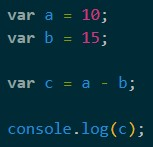 var a = 10;
var b = 15;
var c = a - b;
console.log(c);